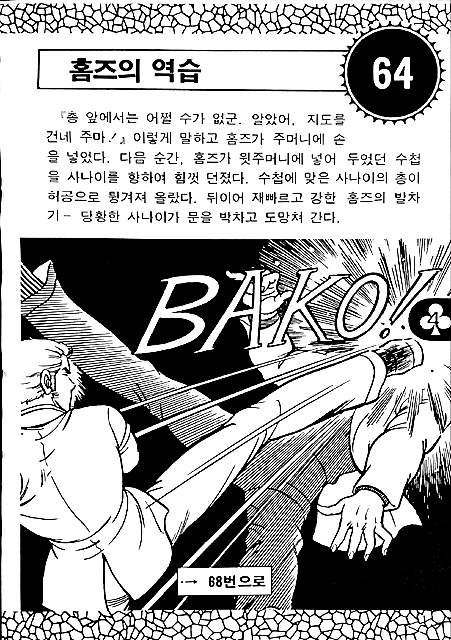 홈즈의 역습
64
『총 앞에서는 어쩔 수가 없군. 알았어, 지도를
건네 주마!』 이렇게 말하고 홈즈가 주머니에 손
을 넣었다. 다음 순간, 홈즈가 윗주머니에 넣어 두었던 수첩
을 사나이를 향하여 힘껏 던졌다. 수첩에 맞은 사나이의 총이
허공으로 튕겨져 올랐다. 뒤이어 재빠르고 강한 홈즈의 발차
기— 당황한 사나이가 문을 박차고 도망쳐 간다.
BAKO!
→ 68번으로